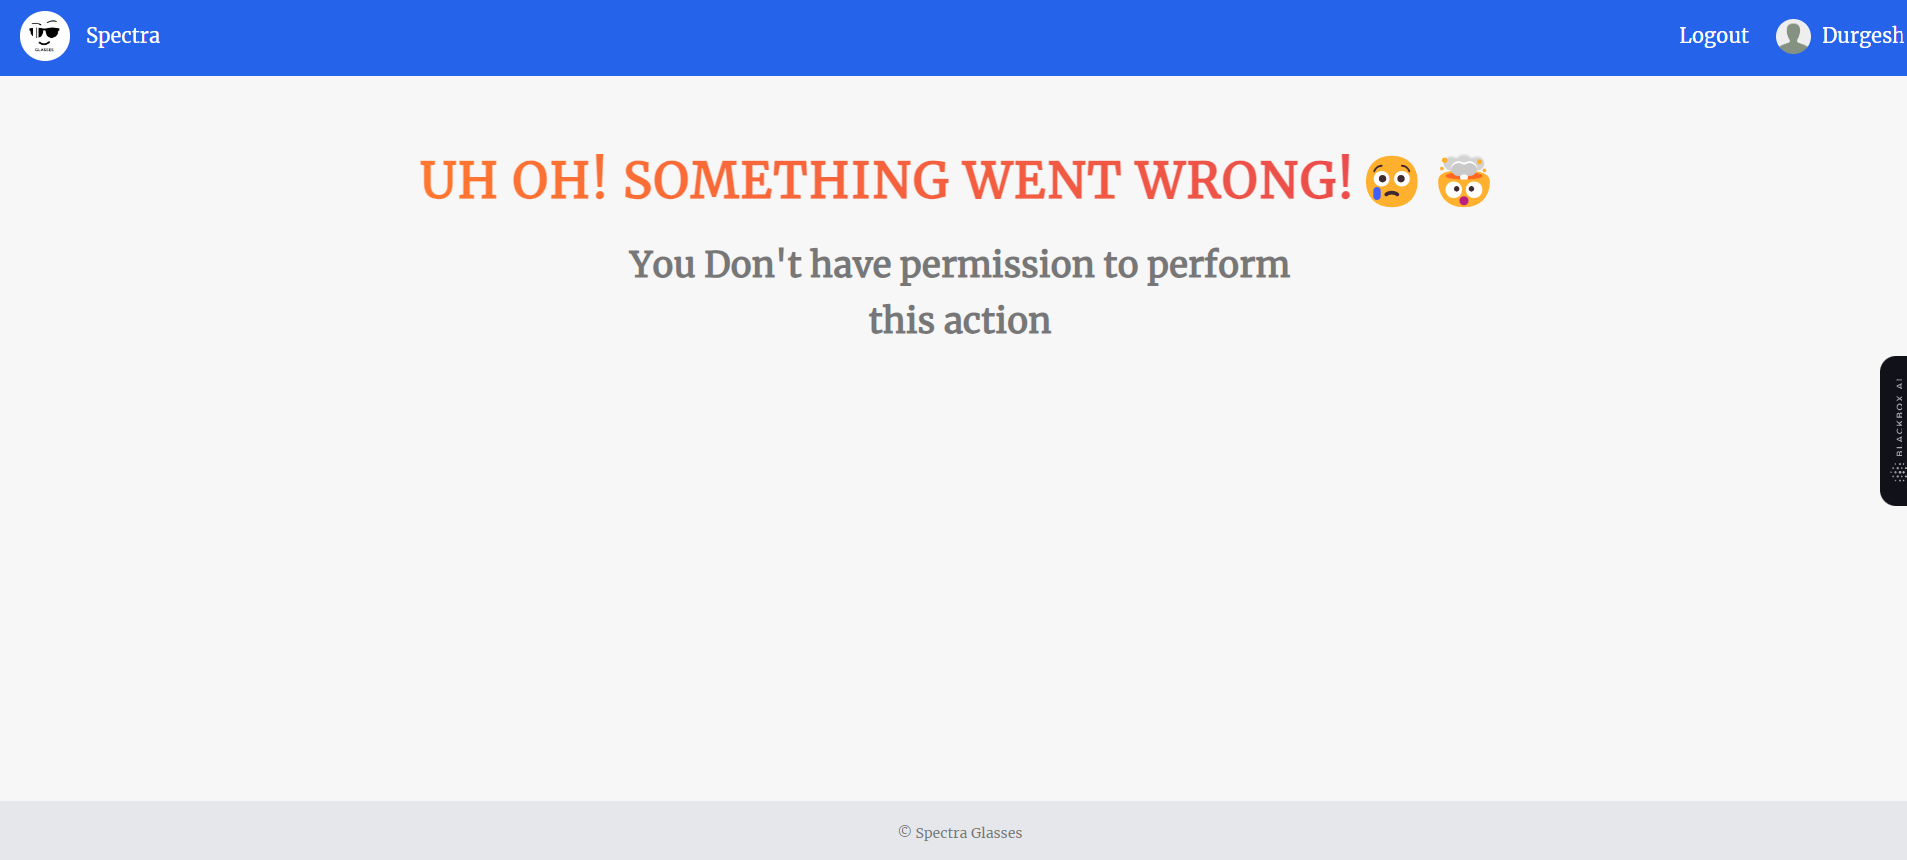 GLASSES
Spectra
Logout
Durgesh
UH OH! SOMETHING WENT WRONG! 😢 🤯
You Don't have permission to perform
this action
BLACKBOX AI
© Spectra Glasses